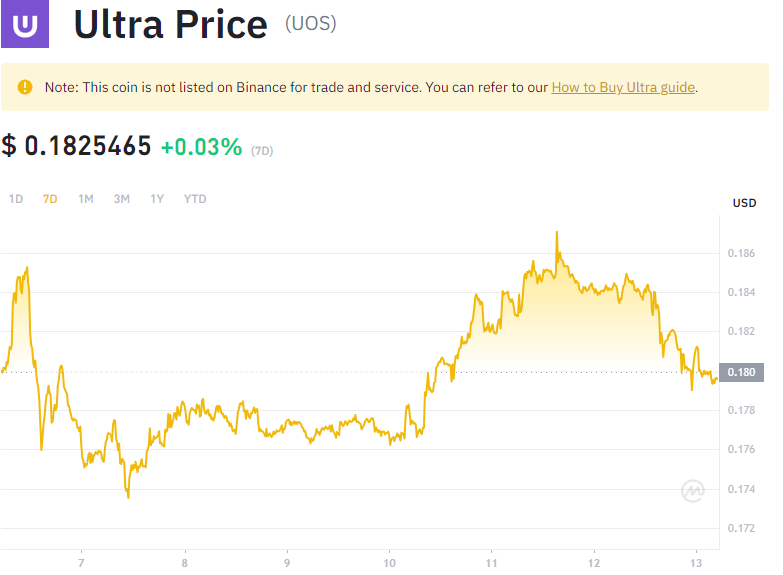 Ultra Price (UOS)
Note: This coin is not listed on Binance for trade and service. You can refer to our How to Buy Ultra guide.
$ 0.1825465 +0.03% (7D)
1D 7D 1M 3M 1Y YTD
USD
0.186
0.184
0.182
0.180
0.178
0.176
0.174
0.172
7 8 9 10 11 12 13